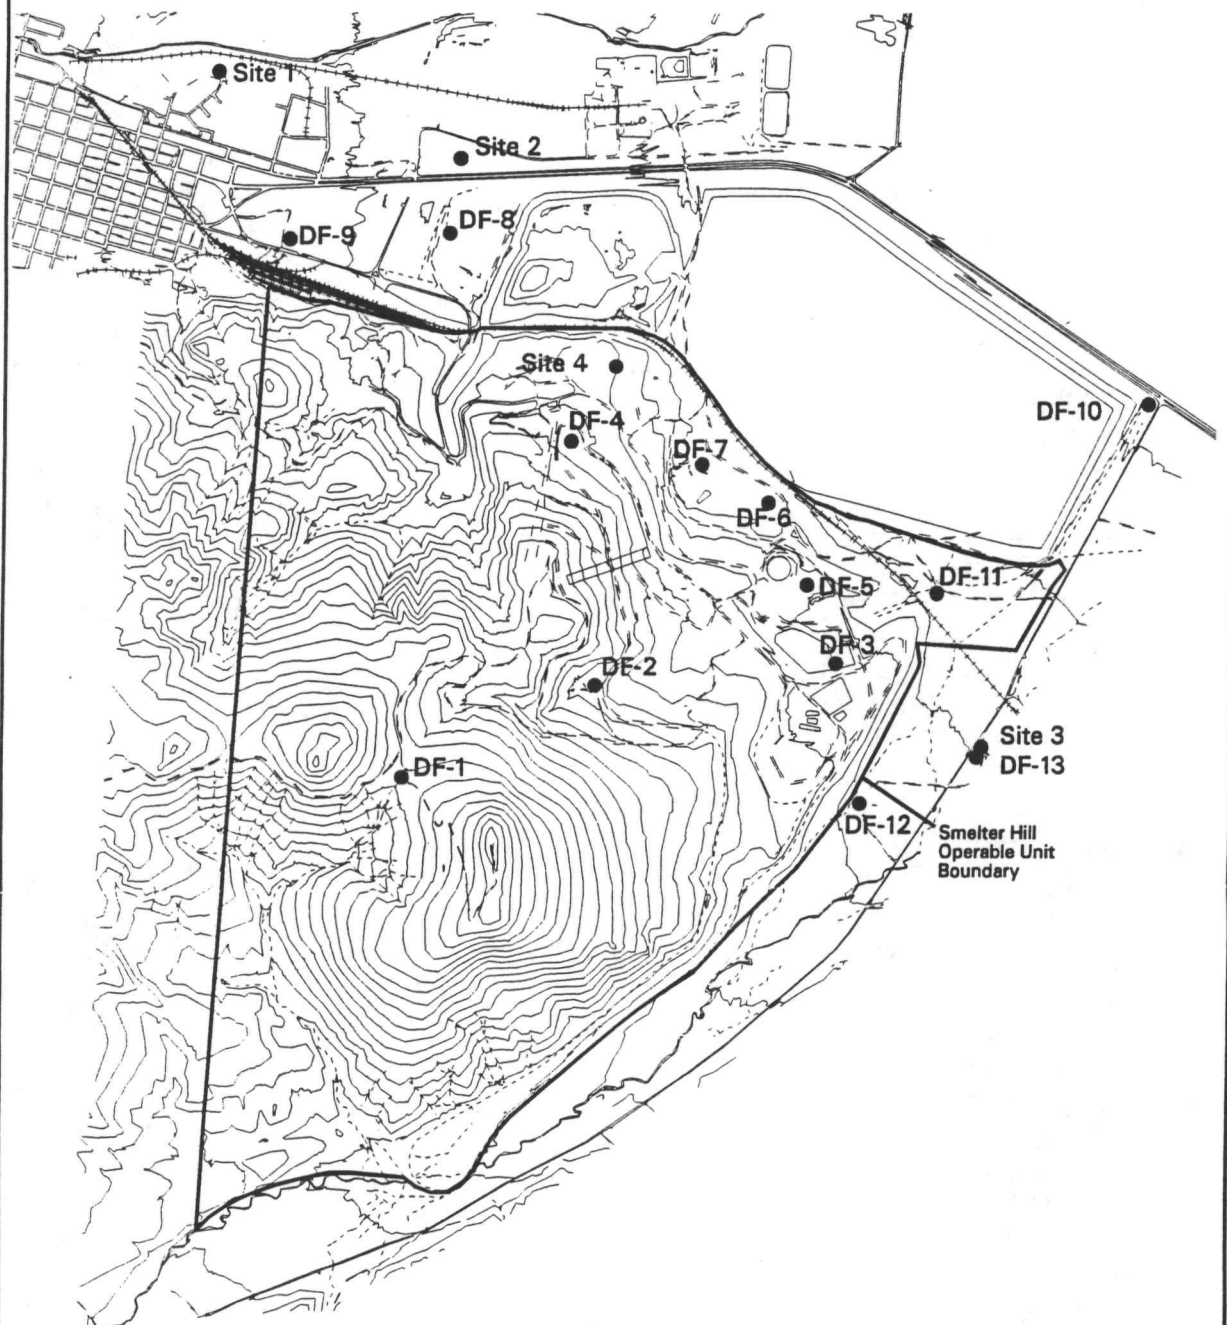 Site 1
Site 2
DF-8
DF-9
Site 4
DF-10
DF-4
DF-7
DF-6
DF-11
DF-5
DF-3
DF-2
Site 3
DF-13
DF-1
DF-12
Smelter Hill
Operable Unit
Boundary